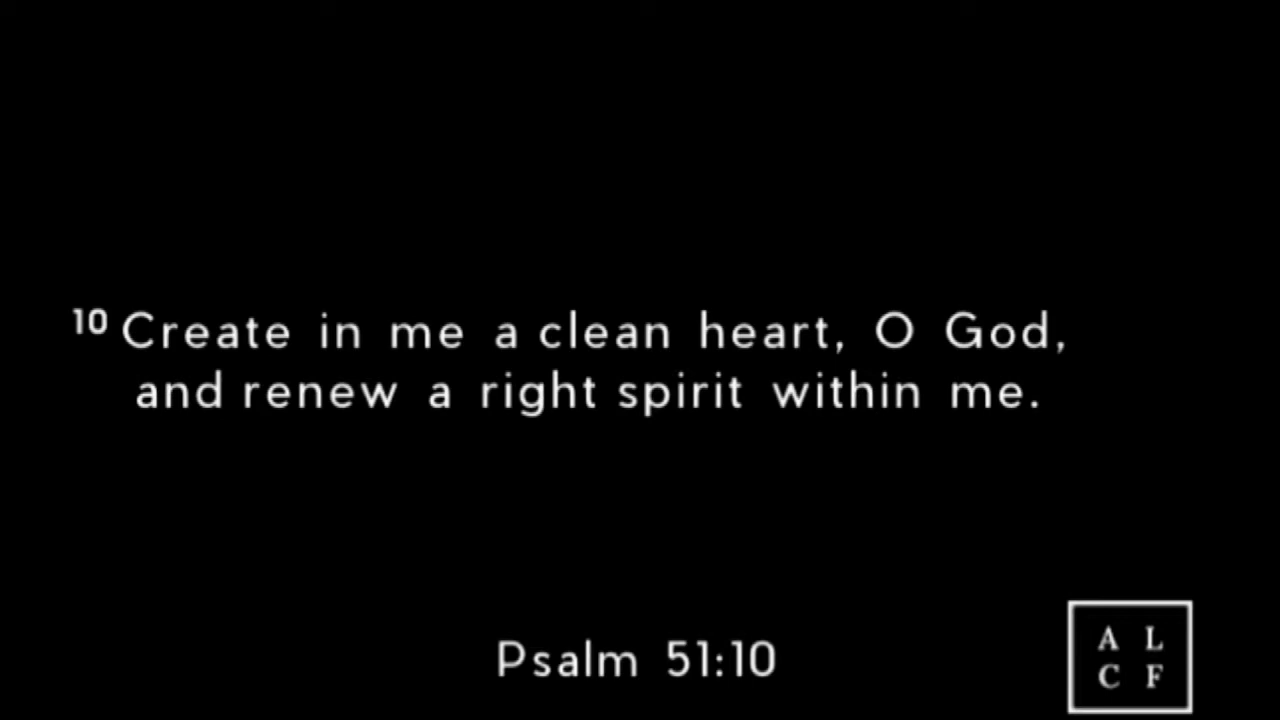 10 Create in me a clean heart, O God,
and renew a right spirit within me.
Psalm 51:10
A L
C F